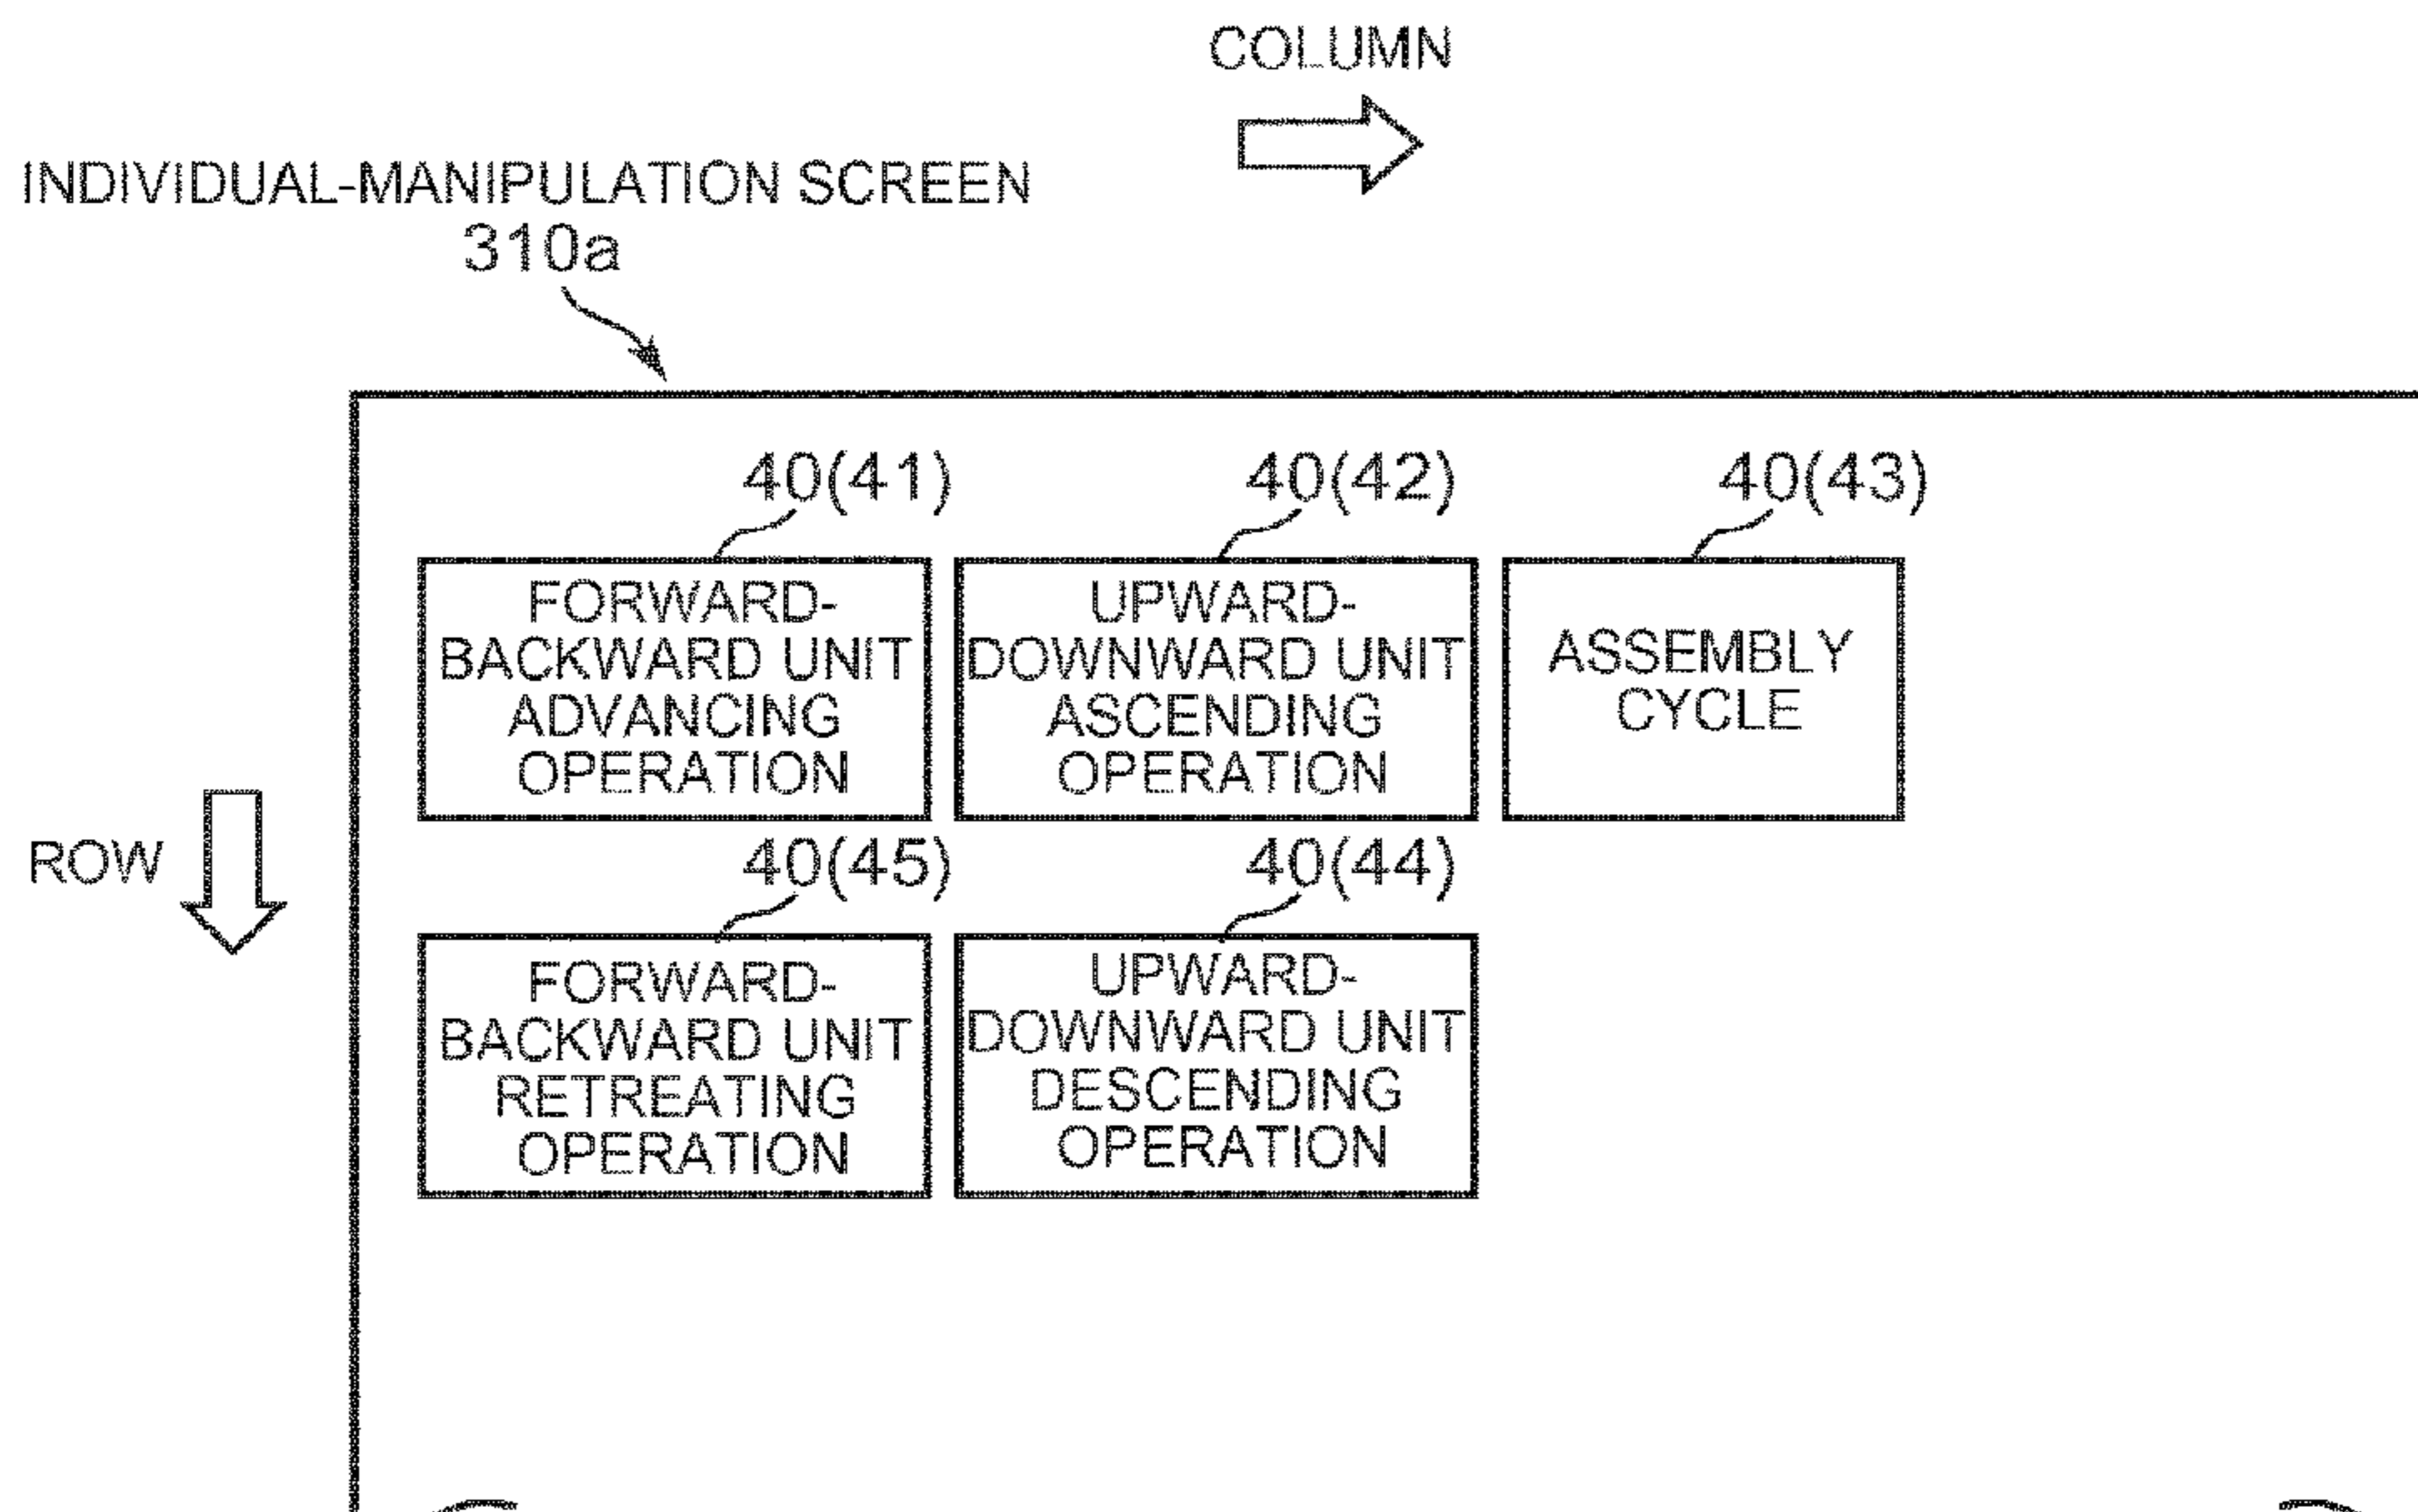 COLUMN
INDIVIDUAL-MANIPULATION SCREEN
310a
40(41)
40(42)
40(43)
FORWARD-
BACKWARD UNIT
ADVANCING
OPERATION
UPWARD-
DOWNWARD UNIT
ASCENDING
OPERATION
ASSEMBLY
CYCLE
ROW
40(45)
40(44)
FORWARD-
BACKWARD UNIT
RETREATING
OPERATION
UPWARD-
DOWNWARD UNIT
DESCENDING
OPERATION